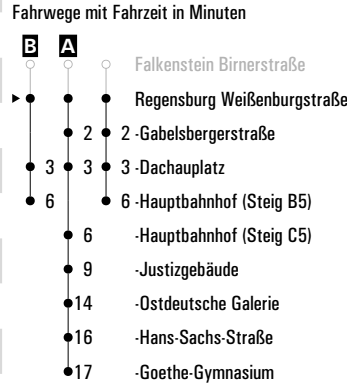 Fahrwege mit Fahrzeit in Minuten
B A
Falkenstein Birnerstraße
Regensburg Weißenburgstraße
2 2 -Gabelsbergerstraße
3 3 3 -Dachauplatz
6 6 -Hauptbahnhof (Steig B5)
6 -Hauptbahnhof (Steig C5)
9 -Justizgebäude
14 -Ostdeutsche Galerie
16 -Hans-Sachs-Straße
17 -Goethe-Gymnasium